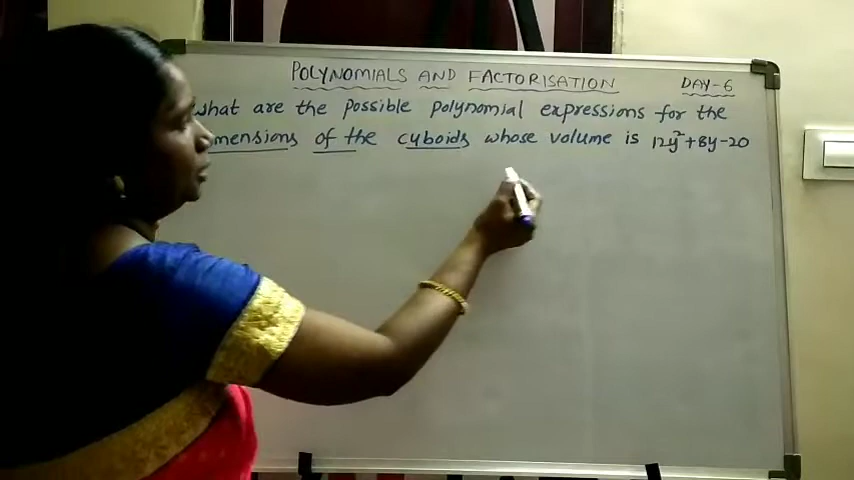 POLYNOMIALS AND FACTORISATION DAY-6
what are the possible polynomial expressions for the
mensions of the cuboids whose volume is 12y²+8y-20